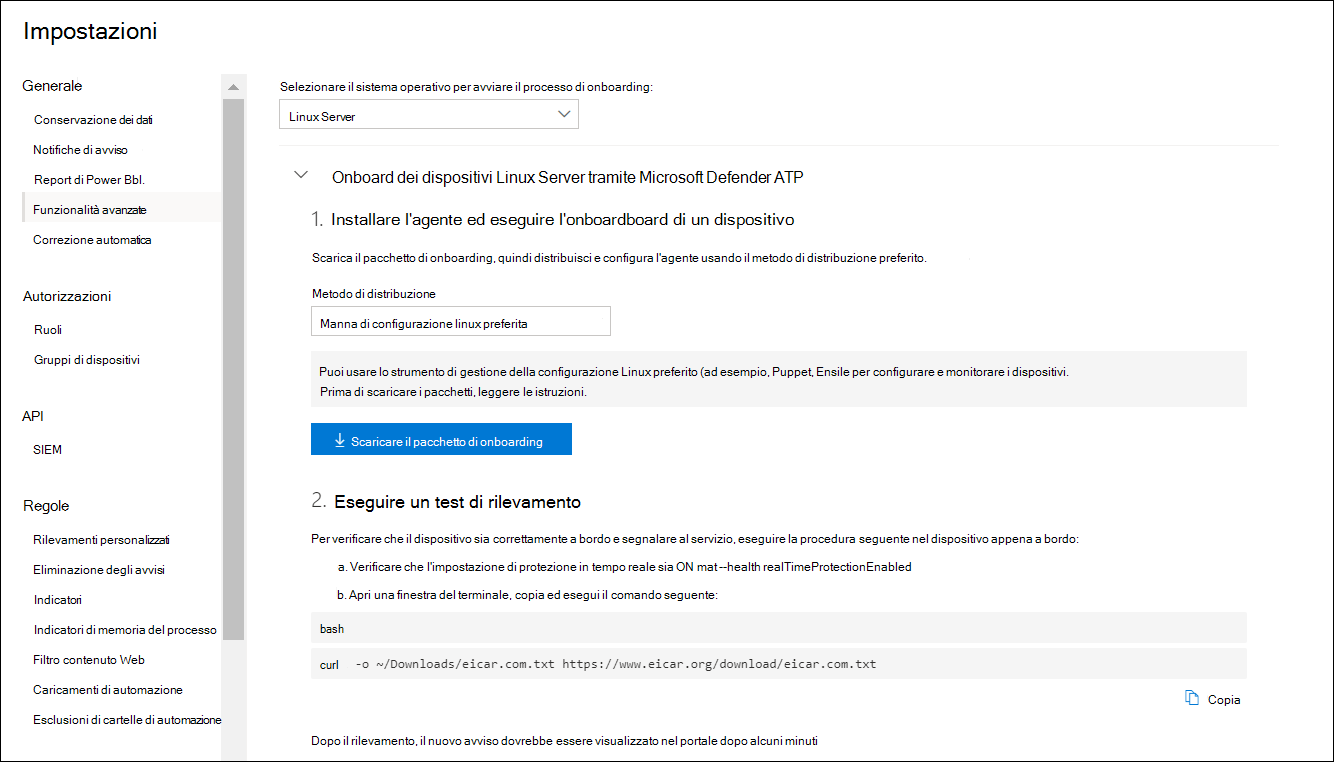 Impostazioni
Generale
Conservazione dei dati
Notifiche di avviso
Report di Power Bbl.
Funzionalità avanzate
Correzione automatica
Autorizzazioni
Ruoli
Gruppi di dispositivi
API
SIEM
Regole
Rilevamenti personalizzati
Eliminazione degli avvisi
Indicatori
Indicatori di memoria del processo
Filtro contenuto Web
Caricamenti di automazione
Esclusioni di cartelle di automazione
Selezionare il sistema operativo per avviare il processo di onboarding:
Linux Server
Onboard dei dispositivi Linux Server tramite Microsoft Defender ATP
1. Installare l'agente ed eseguire l'onboardboard di un dispositivo
Scarica il pacchetto di onboarding, quindi distribuisci e configura l'agente usando il metodo di distribuzione preferito.
Metodo di distribuzione
Manna di configurazione linux preferita
Puoi usare lo strumento di gestione della configurazione Linux preferito (ad esempio, Puppet, Ensile per configurare e monitorare i dispositivi.
Prima di scaricare i pacchetti, leggere le istruzioni.
Scaricare il pacchetto di onboarding
2. Eseguire un test di rilevamento
Per verificare che il dispositivo sia correttamente a bordo e segnalare al servizio, eseguire la procedura seguente nel dispositivo appena a bordo:
a. Verificare che l'impostazione di protezione in tempo reale sia ON mat --health realTimeProtectionEnabled
b. Apri una finestra del terminale, copia ed esegui il comando seguente:
bash
curl -o ~/Downloads/eicar.com.txt https://www.eicar.org/download/eicar.com.txt
Copia
Dopo il rilevamento, il nuovo avviso dovrebbe essere visualizzato nel portale dopo alcuni minuti